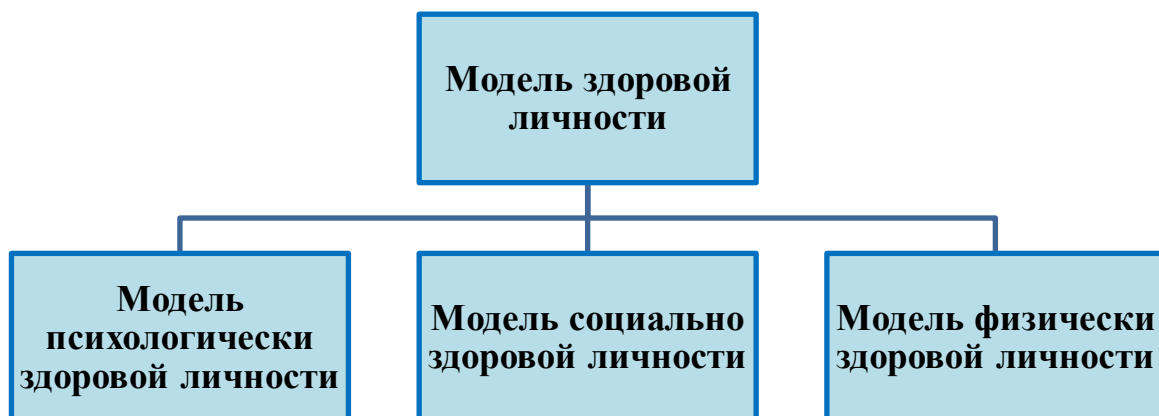 Модель здоровой
личности
Модель
психологически
здоровой личности
Модель социально
здоровой личности
Модель физически
здоровой личности